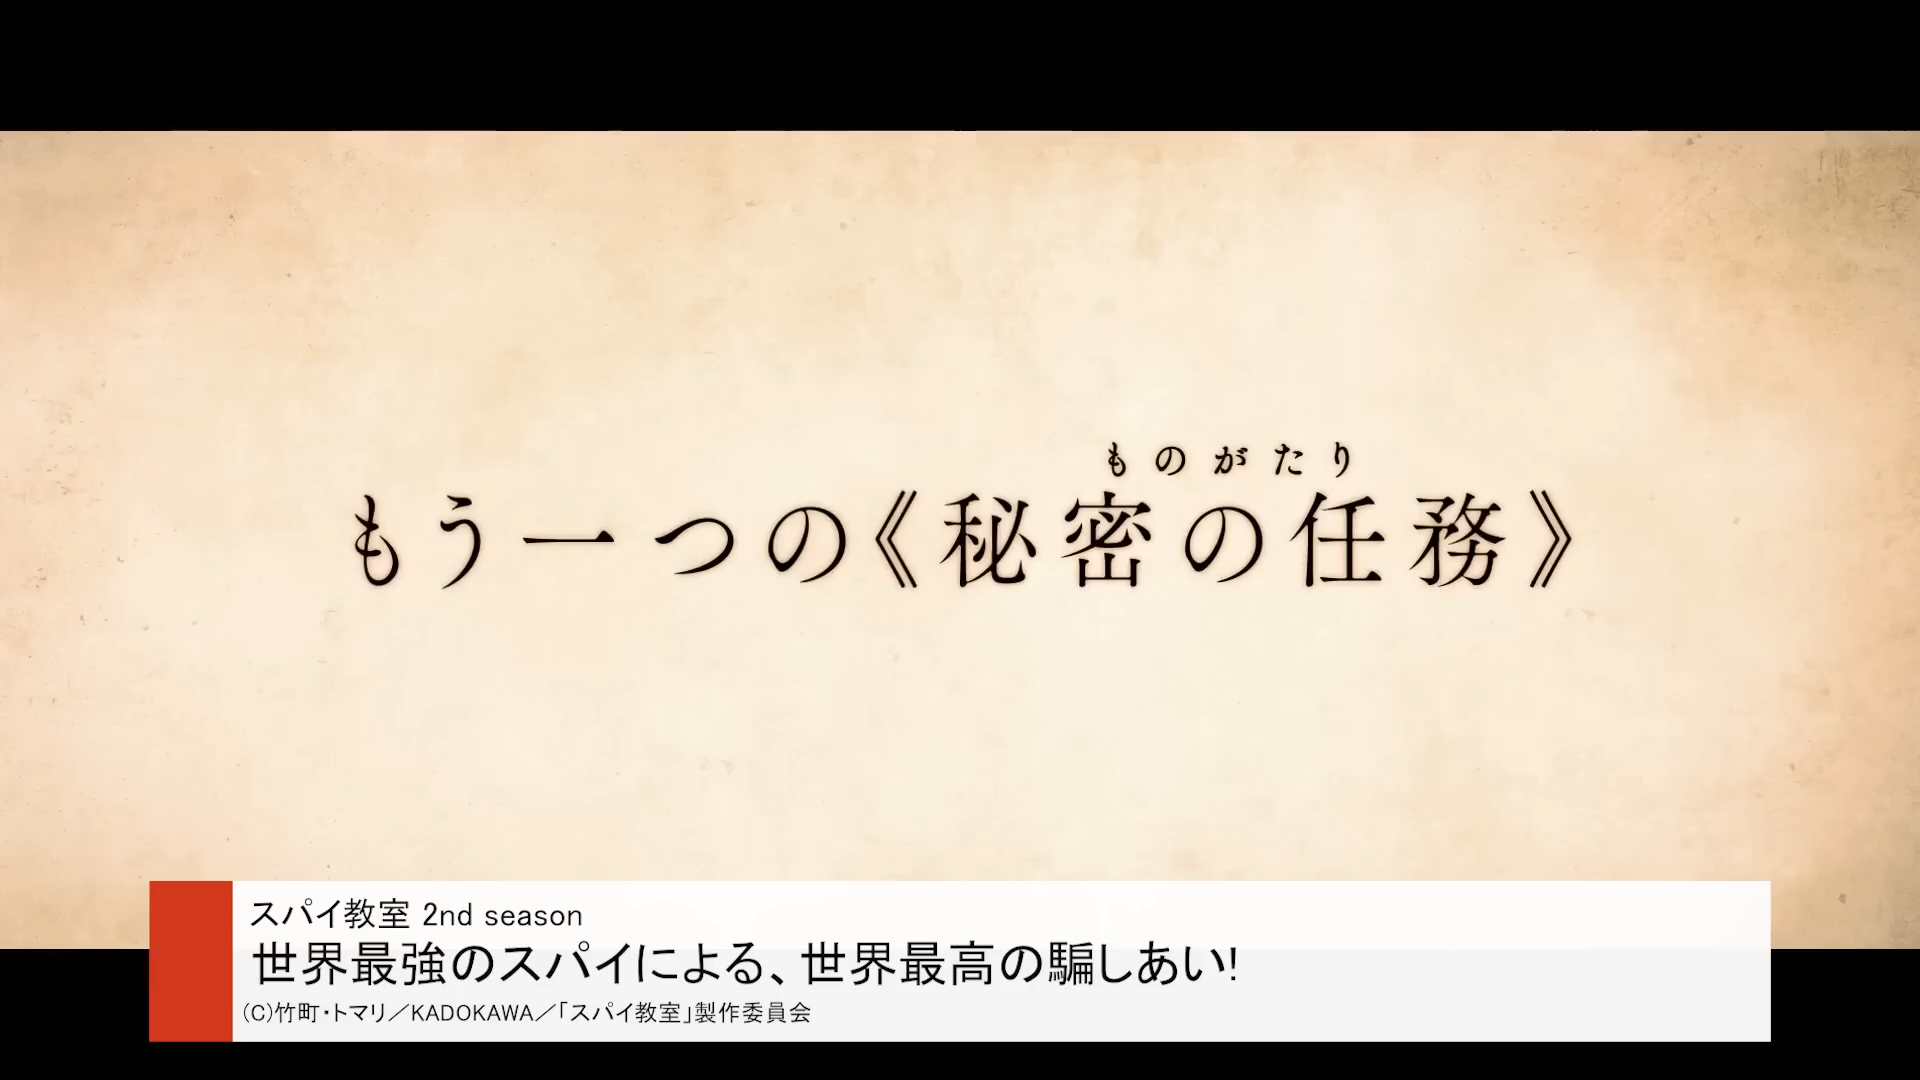 ものがたり
もう一つの《秘密の任務》
スパイ教室 2nd season
世界最強のスパイによる、世界最高の騙しあい!
(C)竹町・トマリ／KADOKAWA／「スパイ教室」製作委員会